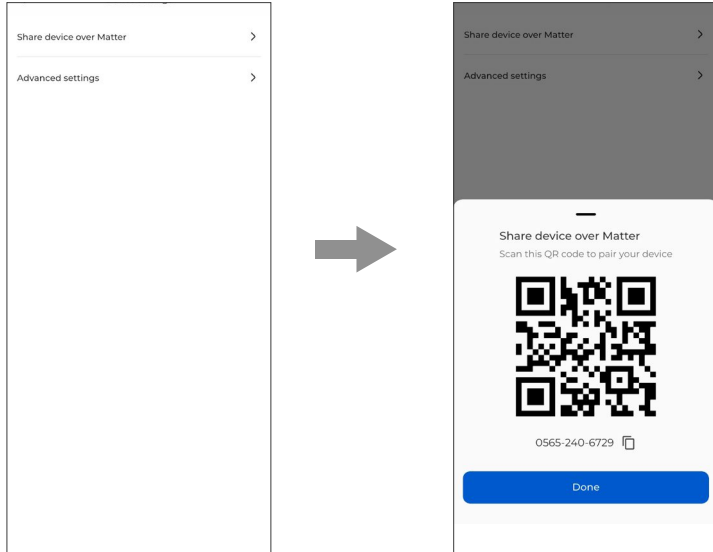 Share device over Matter
Advanced settings
Share device over Matter
Advanced settings
Share device over Matter
Scan this QR code to pair your device
0565-240-6729
Done